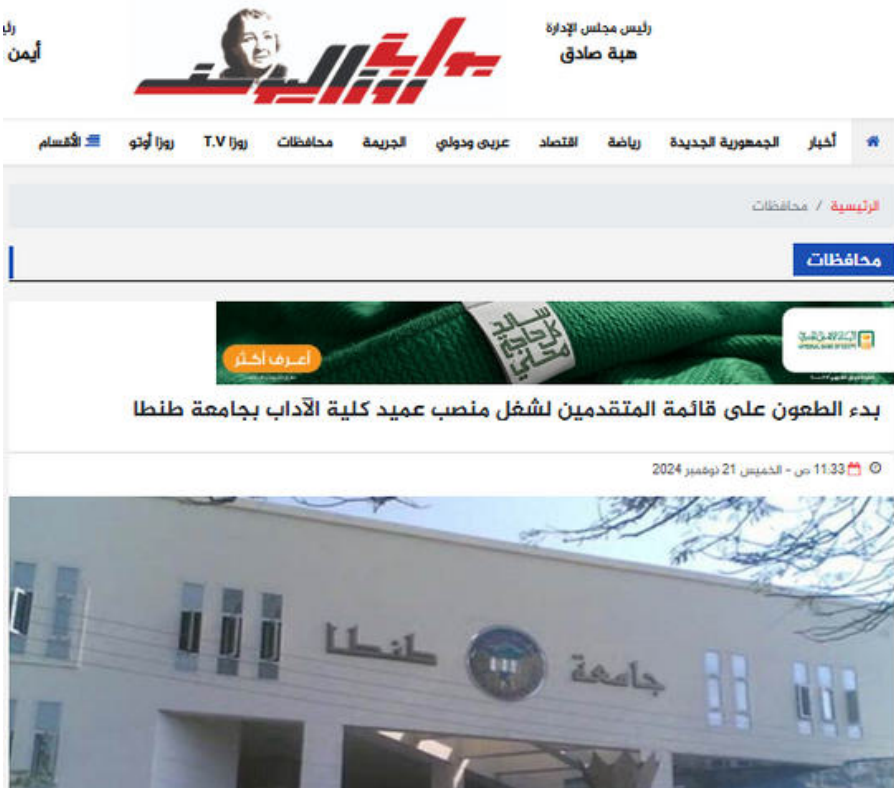 رئيس مجلس الإدارة
هبة صادق
أيمن
بوابة روزاليوسف
أخبار الجمهورية الجديدة رياضة اقتصاد عربى ودولي الجريمة محافظات روزا T.V روزا أوتو الأقسام
الرئيسية / محافظات
محافظات
أعرف أكثر
بدء الطعون على قائمة المتقدمين لشغل منصب عميد كلية الآداب بجامعة طنطا
11:33 ص - الخميس 21 نوفمبر 2024
جامعة طنطا